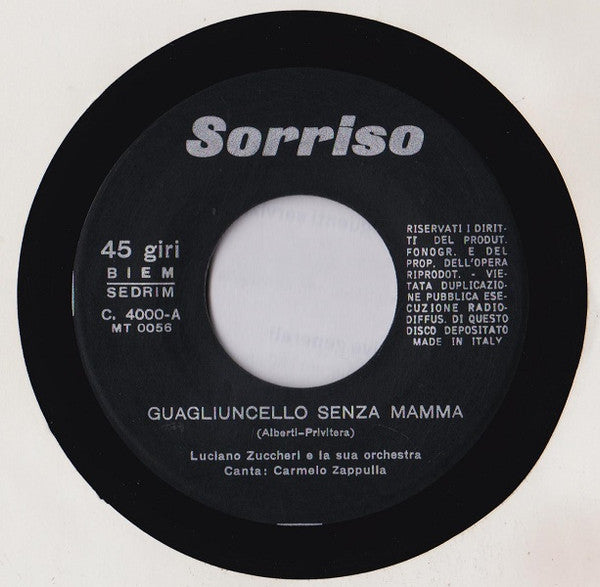 Sorriso
45 giri
BIEM
SEDRIM
C. 4000-A
MT 0056
RISERVATI I DIRIT-
TI DEL PRODUT.
FONOGR. E DEL
PROP. DELL'OPERA
RIPRODOT. - VIE-
TATA DUPLICAZIO-
NE PUBBLICA ESE-
CUZIONE RADIO-
DIFFUS. DI QUESTO
DISCO DEPOSITATO
MADE IN ITALY
GUAGLIUNCELLO SENZA MAMMA
(Alberti-Privitera)
Luciano Zuccheri e la sua orchestra
Canta: Carmelo Zappulla